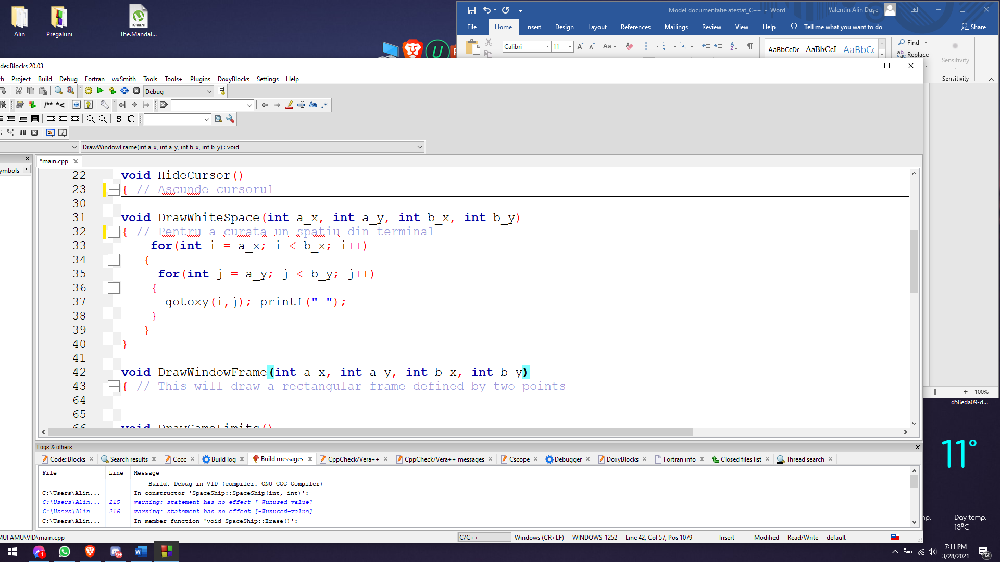 Alin
Pregaluni
TORRENT
The.Mandal...
Model documentatie atestat_C++ - Word
Valentin Alin Dușe
File Home Insert Design Layout References Mailings Review View Help Tell me what you want to do Share
Calibri 11 Aa AaBbCcDc AaBbCcI AaBbCc Find
Replace
Sensitivity
Sensitivity
de::Blocks 20.03
ch Project Build Debug Fortran wxSmith Tools Tools+ Plugins DoxyBlocks Settings Help
Debug
/** *<
S C
DrawWindowFrame(int a_x, int a_y, int b_x, int b_y) : void
*main.cpp
ymbols
22 void HideCursor()
23 { // Ascunde cursorul
30
31 void DrawWhiteSpace(int a_x, int a_y, int b_x, int b_y)
32 { // Pentru a curata un spatiu din terminal
33 for(int i = a_x; i < b_x; i++)
34 {
35 for(int j = a_y; j < b_y; j++)
36 {
37 gotoxy(i,j); printf(" ");
38 }
39 }
40 }
41
42 void DrawWindowFrame(int a_x, int a_y, int b_x, int b_y)
43 { // This will draw a rectangular frame defined by two points
64
65
66 void DrawGameLimits()
100%
d58eda09-d...
Logs & others
Code::Blocks Search results Cccc Build log Build messages CppCheck/Vera++ CppCheck/Vera++ messages Cscope Debugger DoxyBlocks Fortran info Closed files list Thread search
File Line Message
=== Build: Debug in VID (compiler: GNU GCC Compiler) ===
C:\Users\Alin... In constructor 'SpaceShip::SpaceShip(int, int)':
C:\Users\Alin... 215 warning: statement has no effect [-Wunused-value]
C:\Users\Alin... 216 warning: statement has no effect [-Wunused-value]
C:\Users\Alin... In member function 'void SpaceShip::Erase()':
11°
mp. Day temp.
13°C
MUI AMU\VID\main.cpp C/C++ Windows (CR+LF) WINDOWS-1252 Line 42, Col 57, Pos 1079 Insert Modified Read/Write default
1 9+ 7:11 PM
3/28/2021 12